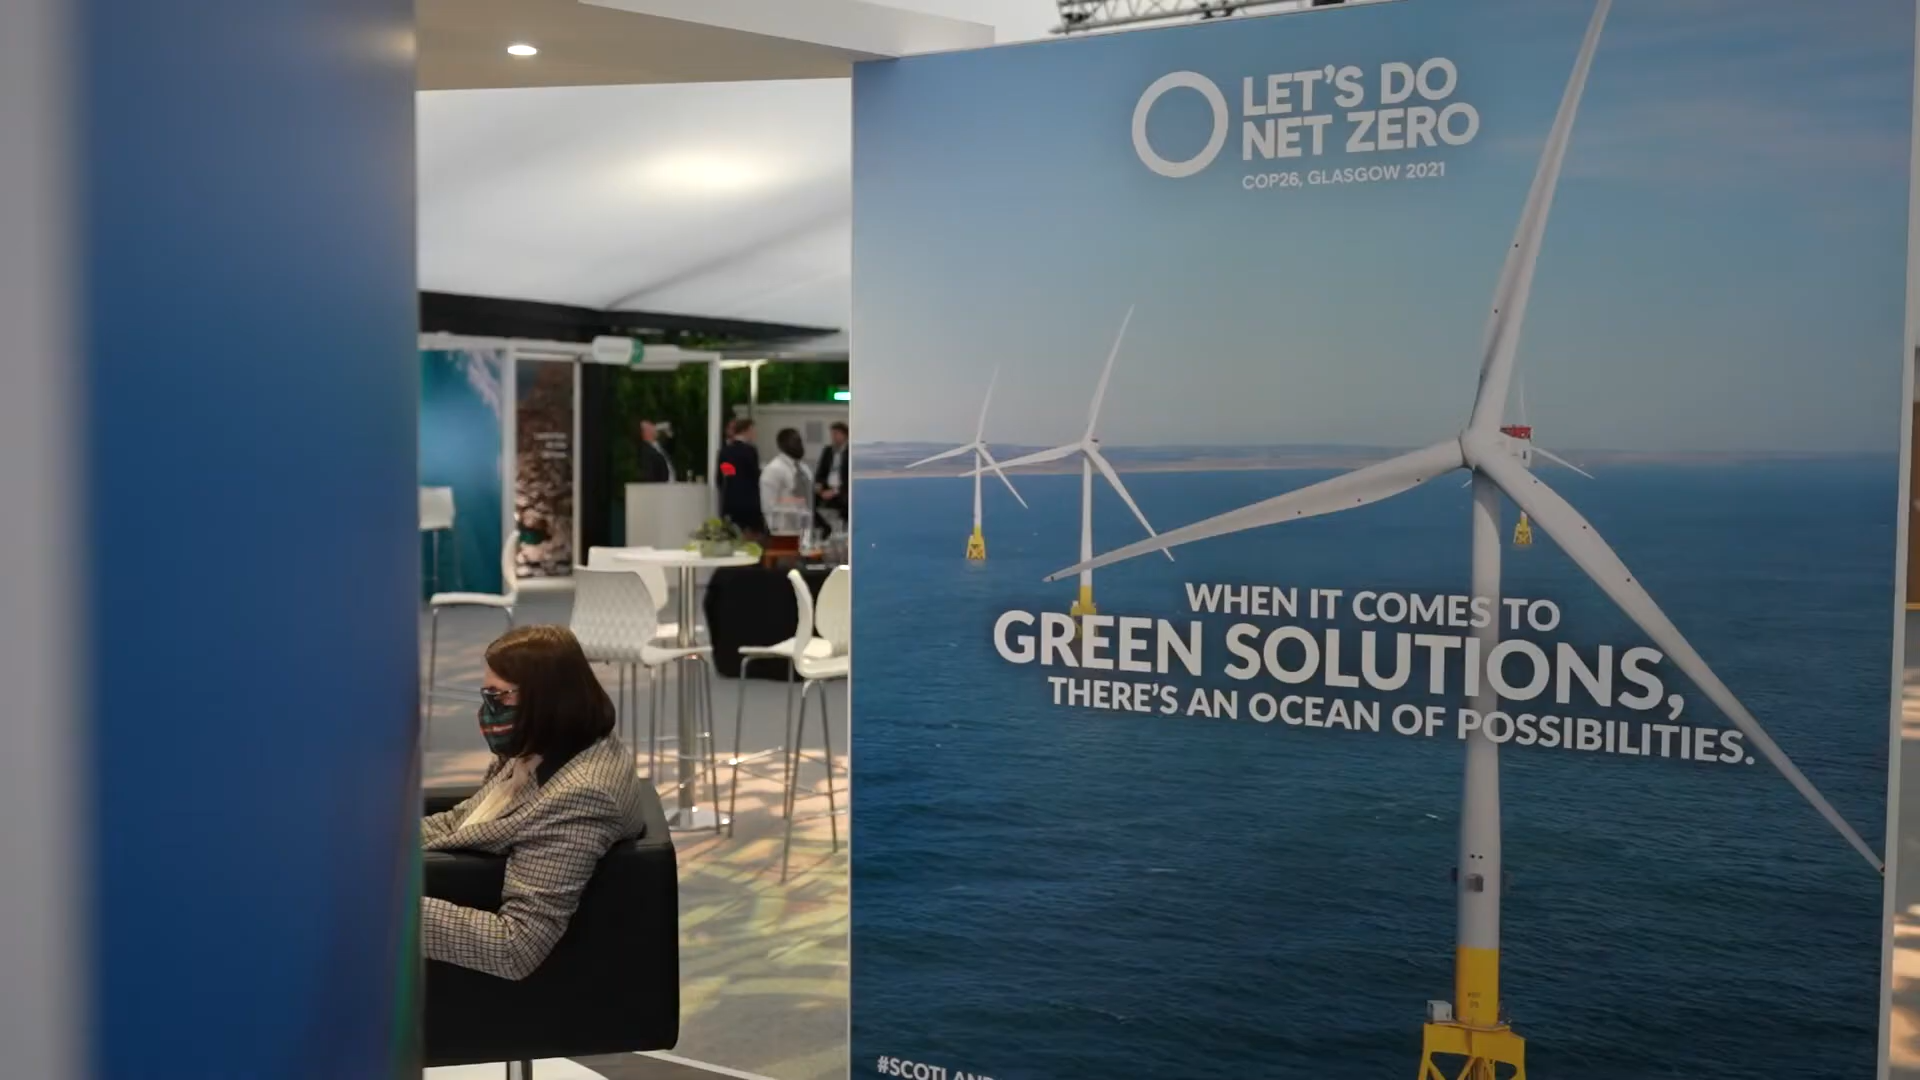 LET'S DO
NET ZERO
COP26, GLASGOW 2021
WHEN IT COMES TO
GREEN SOLUTIONS,
THERE'S AN OCEAN OF POSSIBILITIES.